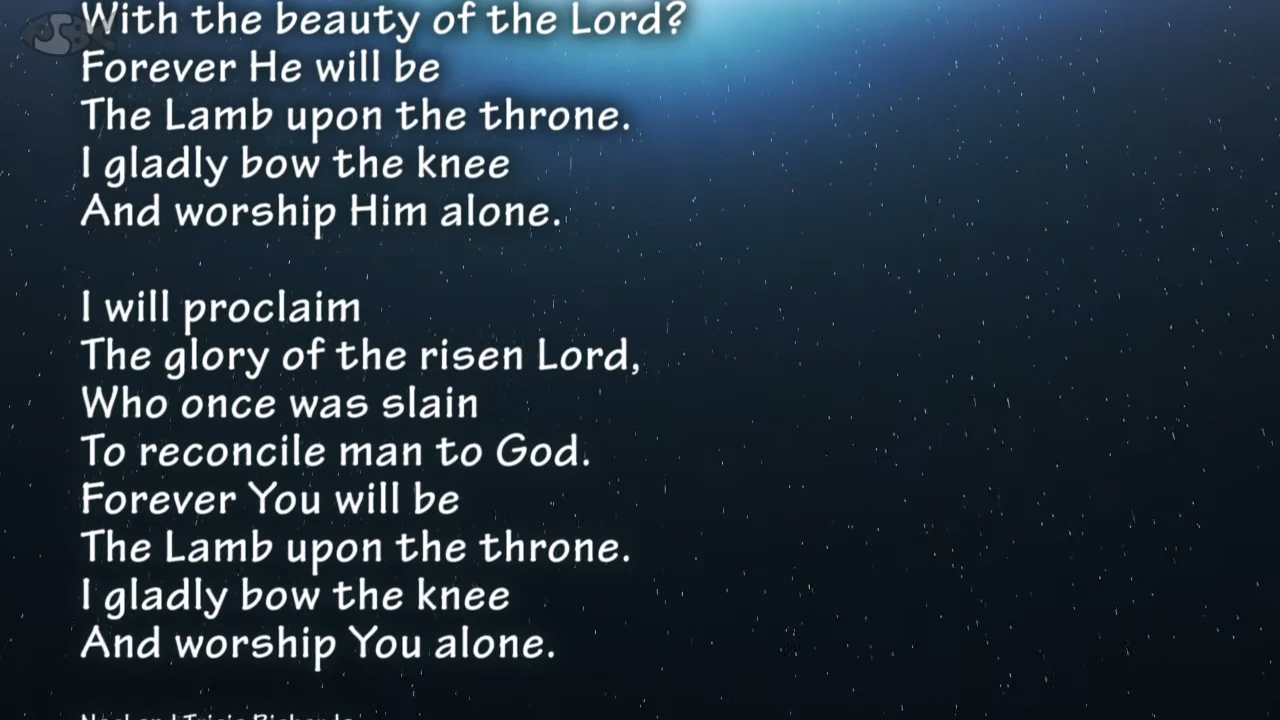 With the beauty of the Lord?
Forever He will be
The Lamb upon the throne.
I gladly bow the knee
And worship Him alone.
I will proclaim
The glory of the risen Lord,
Who once was slain
To reconcile man to God.
Forever You will be
The Lamb upon the throne.
I gladly bow the knee
And worship You alone.